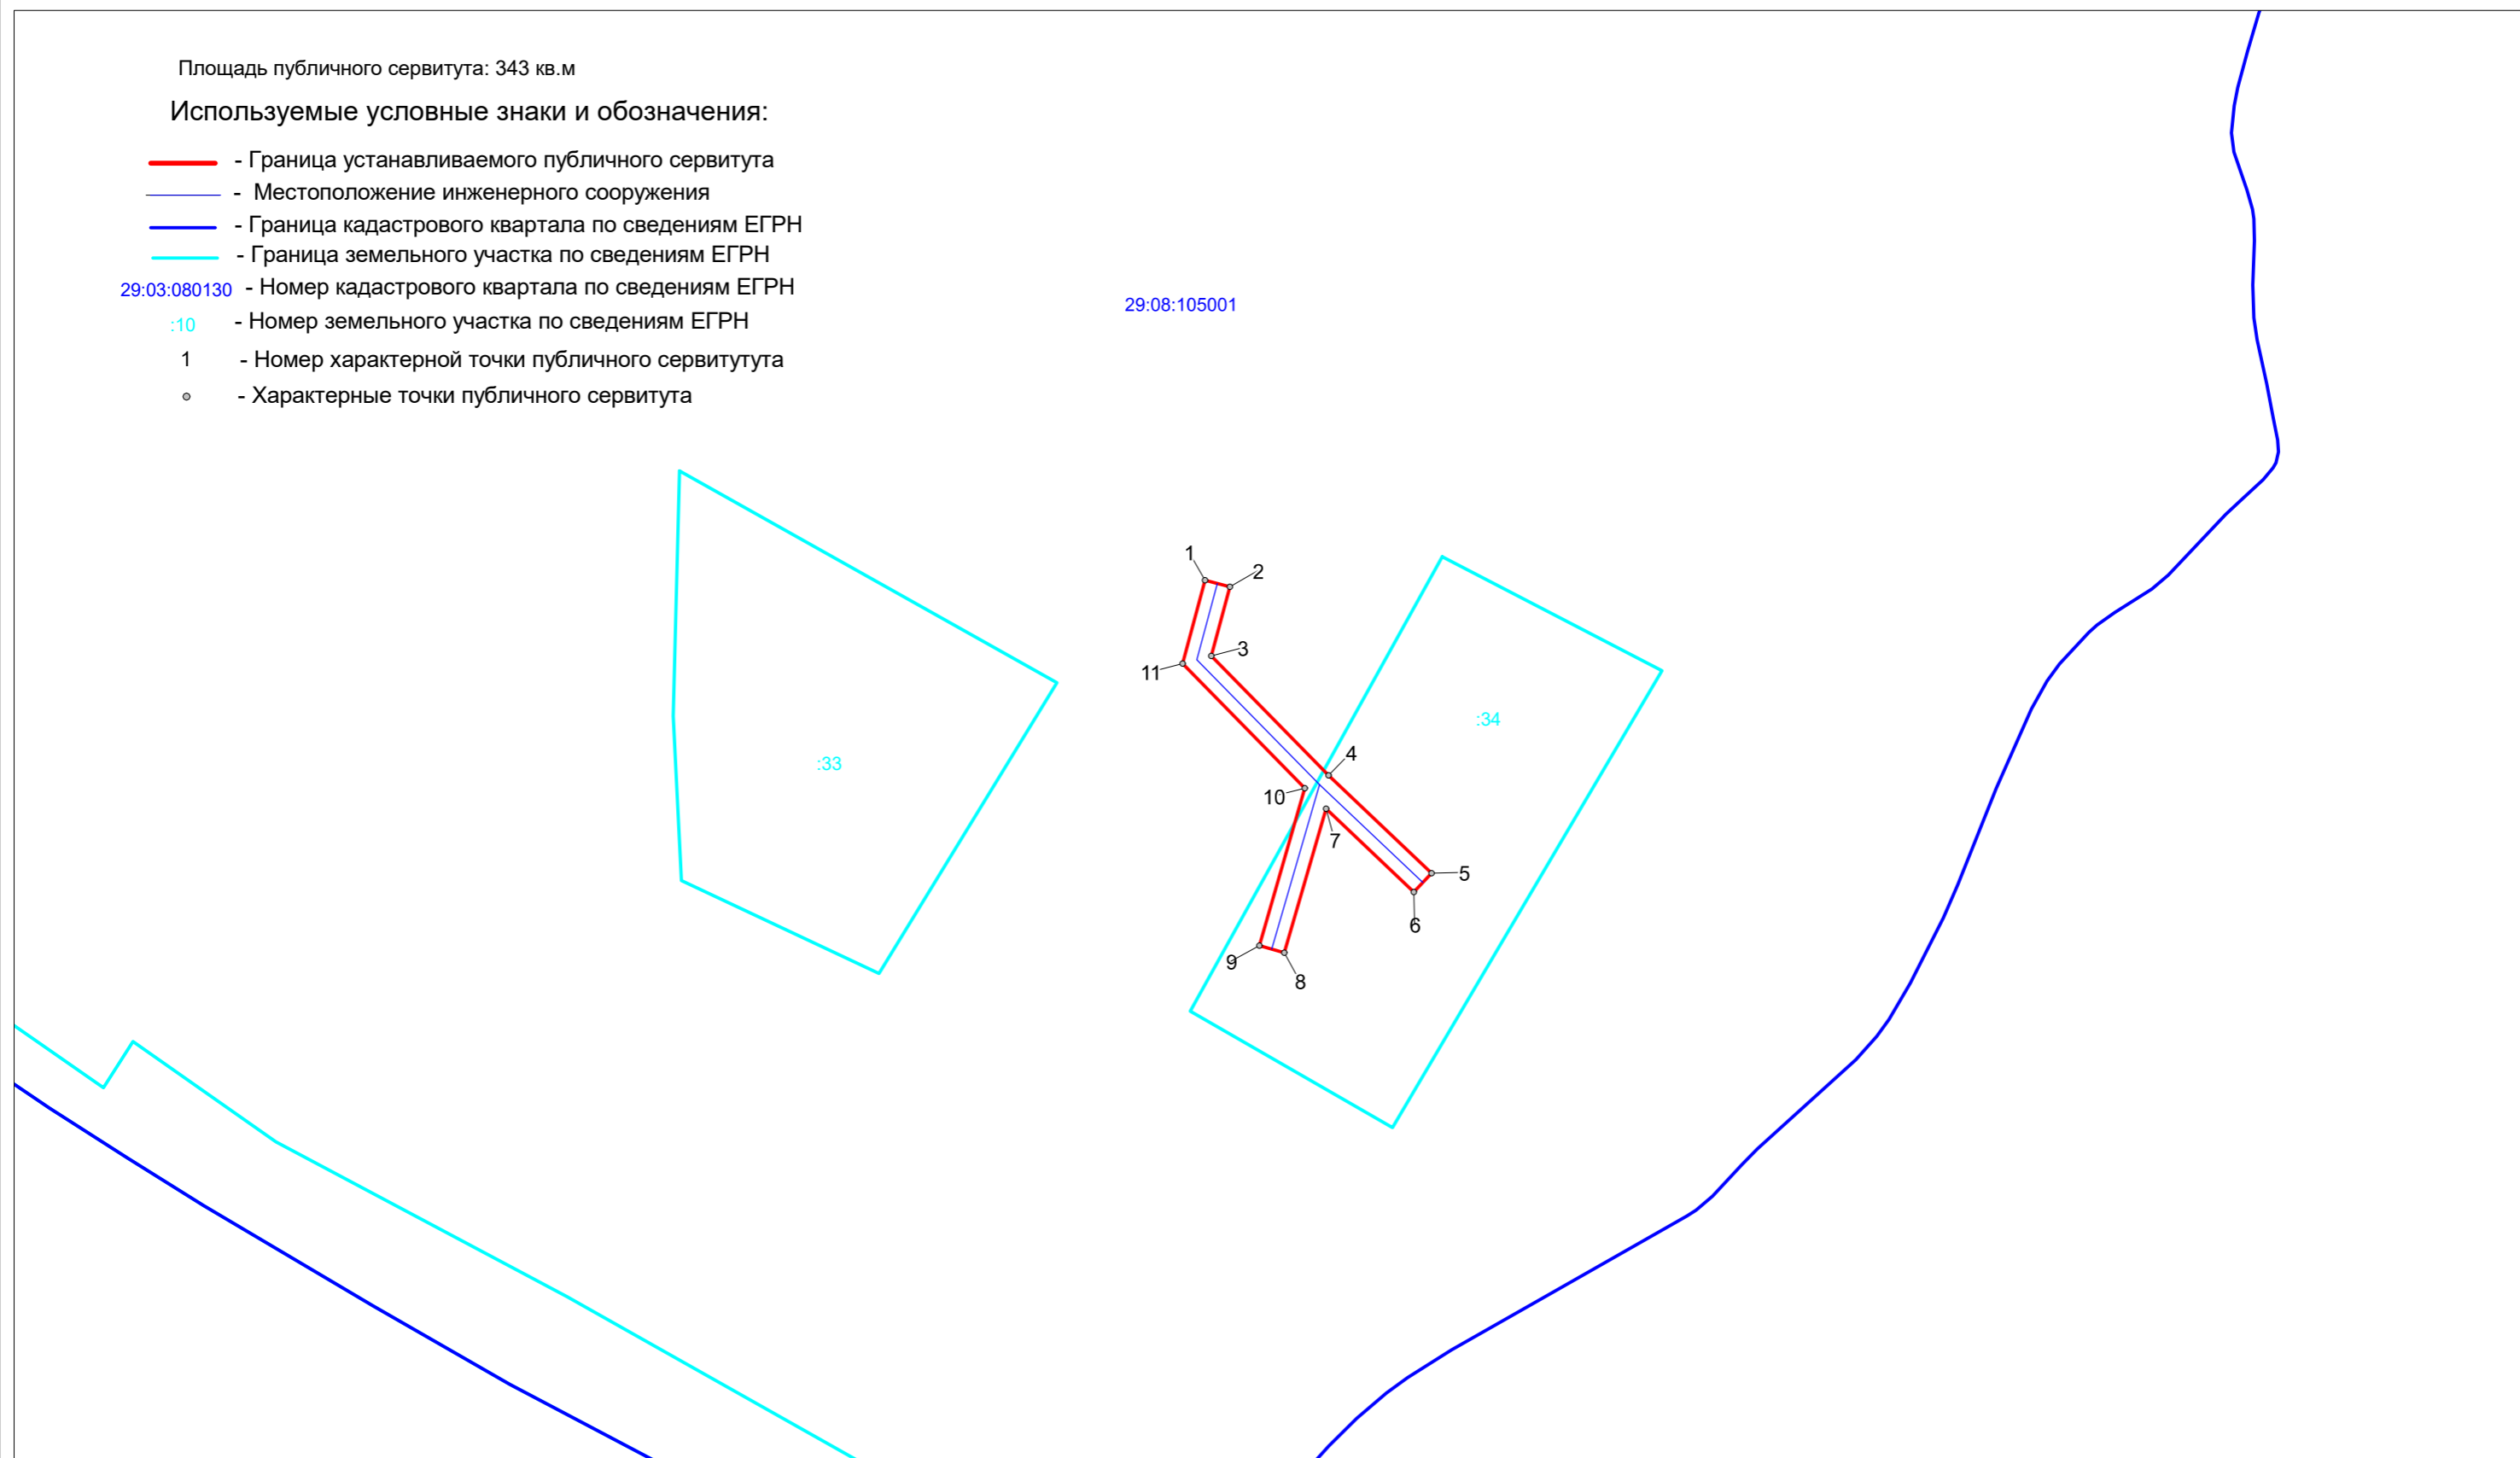 Площадь публичного сервитута: 343 кв.м
Используемые условные знаки и обозначения:
- Граница устанавливаемого публичного сервитута
- Местоположение инженерного сооружения
- Граница кадастрового квартала по сведениям ЕГРН
- Граница земельного участка по сведениям ЕГРН
29:03:080130 - Номер кадастрового квартала по сведениям ЕГРН
:10 - Номер земельного участка по сведениям ЕГРН
1 - Номер характерной точки публичного сервитутута
- Характерные точки публичного сервитута
29:08:105001
1
2
3
11
:34
4
:33
10
7
5
6
9
8